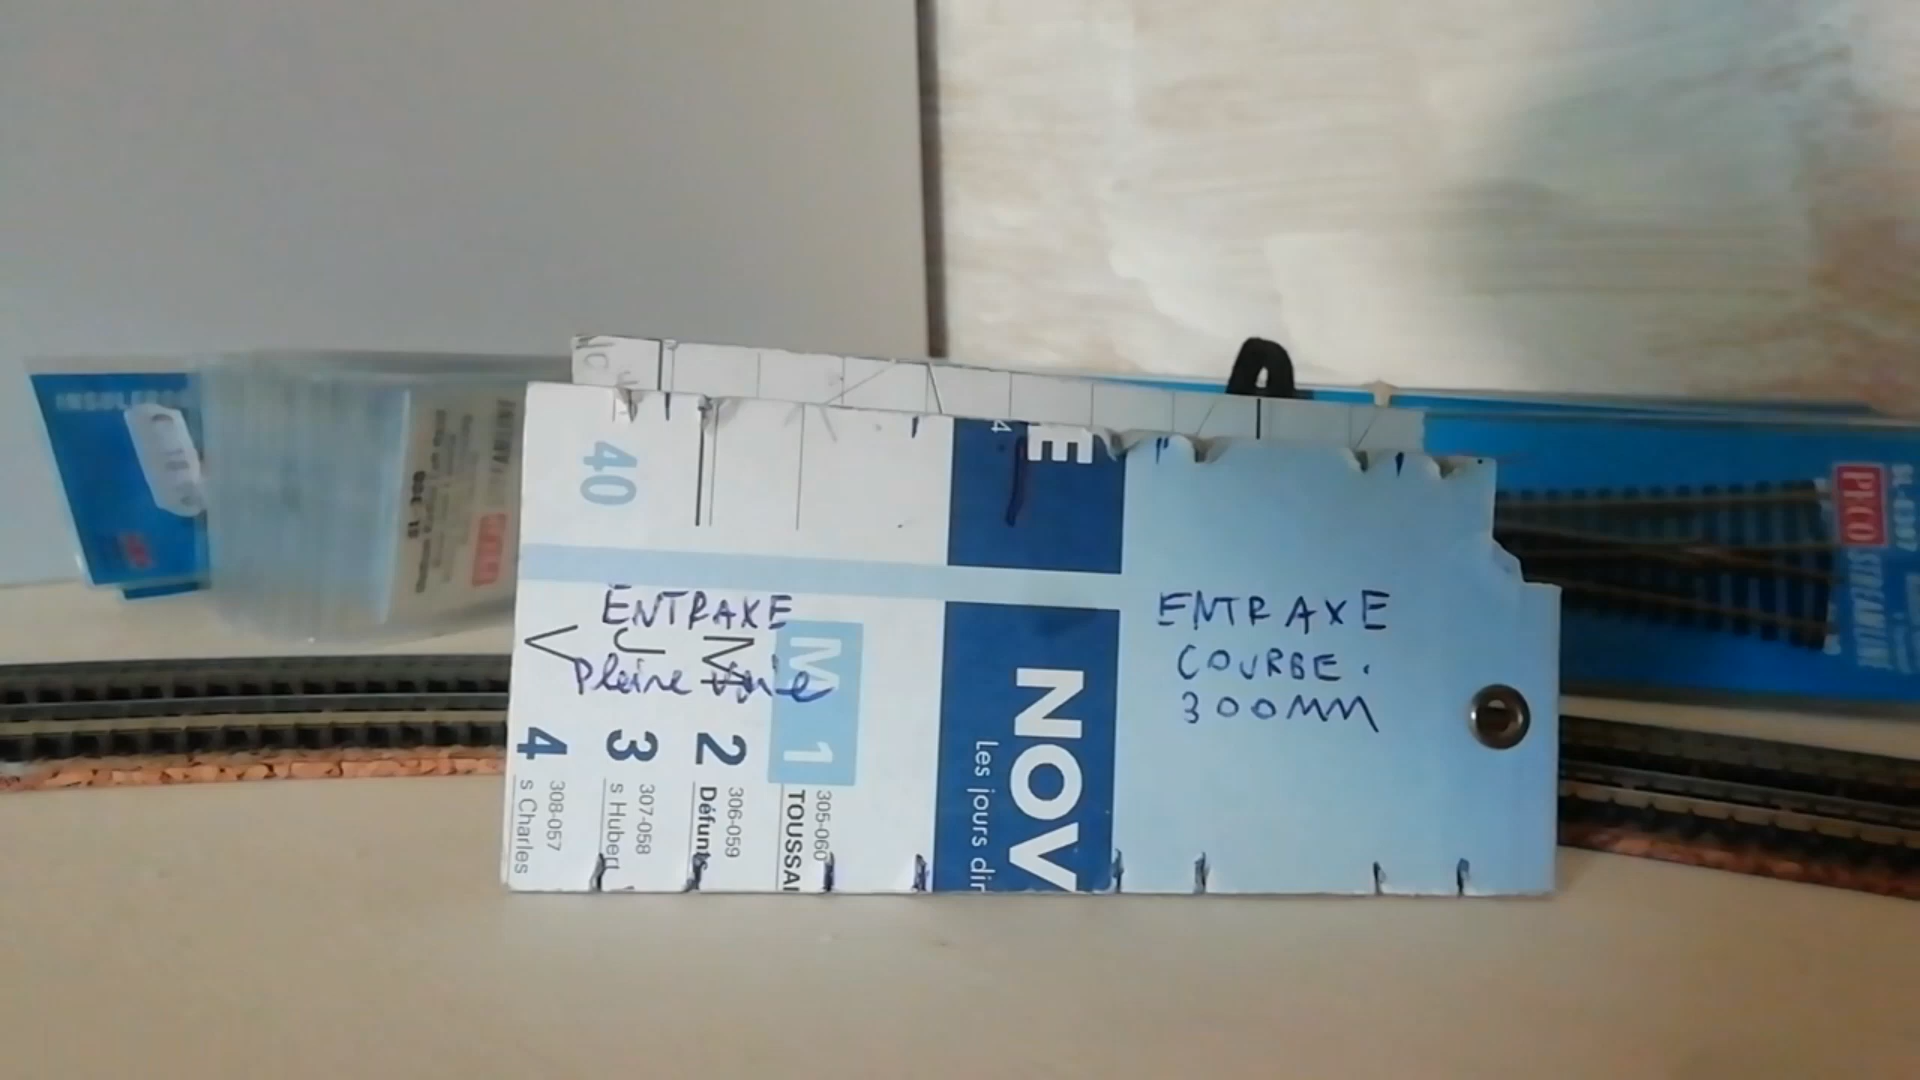 40
ENTRAXE
pleine voie
ENTRAXE
COURBE.
300MM
V J M M
4 3 2 1
308-057
s Charles
307-058
s Hubert
306-059
Défunts
305-060
TOUSSAI
E
NOV
Les jours dir
PECO
STREAMLINE